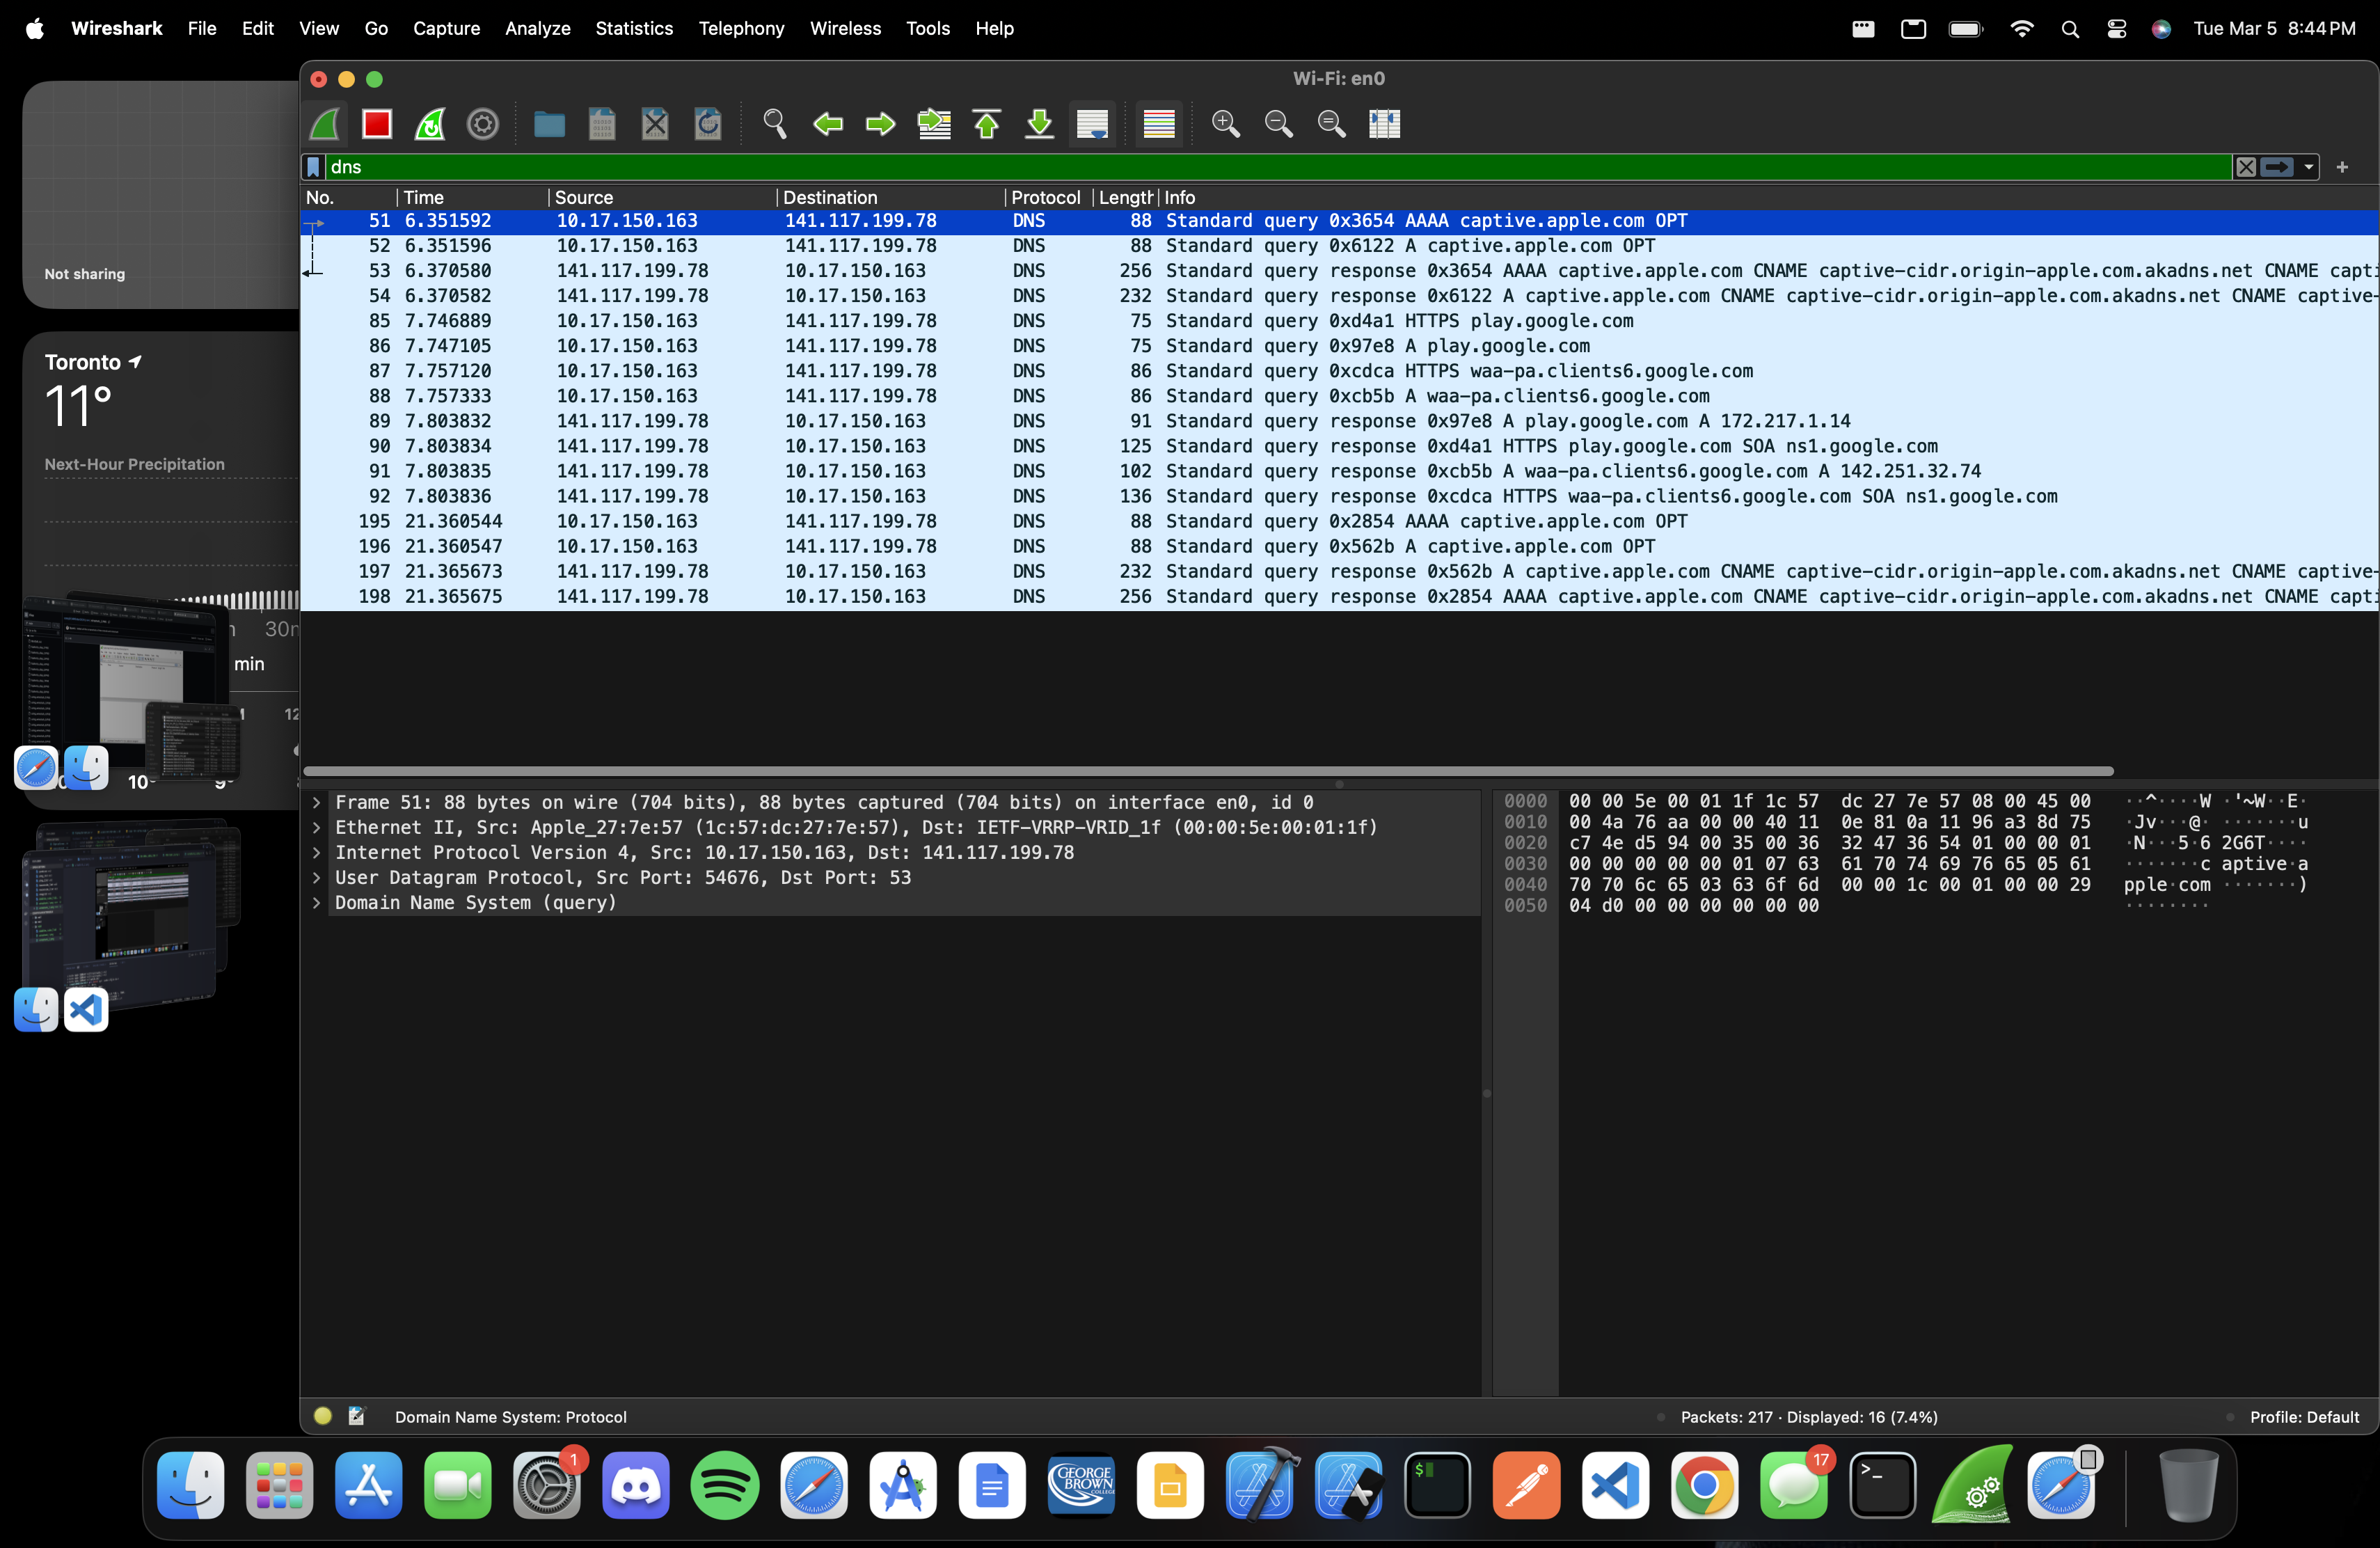 Wireshark File Edit View Go Capture Analyze Statistics Telephony Wireless Tools Help Tue Mar 5 8:44 PM
Wi-Fi: en0
dns
No. Time Source Destination Protocol Length Info
51 6.351592 10.17.150.163 141.117.199.78 DNS 88 Standard query 0x3654 AAAA captive.apple.com OPT
52 6.351596 10.17.150.163 141.117.199.78 DNS 88 Standard query 0x6122 A captive.apple.com OPT
53 6.370580 141.117.199.78 10.17.150.163 DNS 256 Standard query response 0x3654 AAAA captive.apple.com CNAME captive-cidr.origin-apple.com.akadns.net CNAME capti
54 6.370582 141.117.199.78 10.17.150.163 DNS 232 Standard query response 0x6122 A captive.apple.com CNAME captive-cidr.origin-apple.com.akadns.net CNAME captive-
85 7.746889 10.17.150.163 141.117.199.78 DNS 75 Standard query 0xd4a1 HTTPS play.google.com
86 7.747105 10.17.150.163 141.117.199.78 DNS 75 Standard query 0x97e8 A play.google.com
87 7.757120 10.17.150.163 141.117.199.78 DNS 86 Standard query 0xcdca HTTPS waa-pa.clients6.google.com
88 7.757333 10.17.150.163 141.117.199.78 DNS 86 Standard query 0xcb5b A waa-pa.clients6.google.com
89 7.803832 141.117.199.78 10.17.150.163 DNS 91 Standard query response 0x97e8 A play.google.com A 172.217.1.14
90 7.803834 141.117.199.78 10.17.150.163 DNS 125 Standard query response 0xd4a1 HTTPS play.google.com SOA ns1.google.com
91 7.803835 141.117.199.78 10.17.150.163 DNS 102 Standard query response 0xcb5b A waa-pa.clients6.google.com A 142.251.32.74
92 7.803836 141.117.199.78 10.17.150.163 DNS 136 Standard query response 0xcdca HTTPS waa-pa.clients6.google.com SOA ns1.google.com
195 21.360544 10.17.150.163 141.117.199.78 DNS 88 Standard query 0x2854 AAAA captive.apple.com OPT
196 21.360547 10.17.150.163 141.117.199.78 DNS 88 Standard query 0x562b A captive.apple.com OPT
197 21.365673 141.117.199.78 10.17.150.163 DNS 232 Standard query response 0x562b A captive.apple.com CNAME captive-cidr.origin-apple.com.akadns.net CNAME captive-
198 21.365675 141.117.199.78 10.17.150.163 DNS 256 Standard query response 0x2854 AAAA captive.apple.com CNAME captive-cidr.origin-apple.com.akadns.net CNAME capti
Not sharing
Toronto
11°
Next-Hour Precipitation
30m
min
12
10°
9°
Frame 51: 88 bytes on wire (704 bits), 88 bytes captured (704 bits) on interface en0, id 0
Ethernet II, Src: Apple_27:7e:57 (1c:57:dc:27:7e:57), Dst: IETF-VRRP-VRID_1f (00:00:5e:00:01:1f)
Internet Protocol Version 4, Src: 10.17.150.163, Dst: 141.117.199.78
User Datagram Protocol, Src Port: 54676, Dst Port: 53
Domain Name System (query)
0000 00 00 5e 00 01 1f 1c 57 dc 27 7e 57 08 00 45 00 ··^····W ·'~W··E·
0010 00 4a 76 aa 00 00 40 11 0e 81 0a 11 96 a3 8d 75 ·Jv···@· ·······u
0020 c7 4e d5 94 00 35 00 36 32 47 36 54 01 00 00 01 ·N···5·6 2G6T····
0030 00 00 00 00 00 01 07 63 61 70 74 69 76 65 05 61 ·······c aptive·a
0040 70 70 6c 65 03 63 6f 6d 00 00 1c 00 01 00 00 29 pple·com ·······)
0050 04 d0 00 00 00 00 00 00 ········
Domain Name System: Protocol Packets: 217 · Displayed: 16 (7.4%) Profile: Default
1
GEORGE BROWN
COLLEGE
$
17
>_